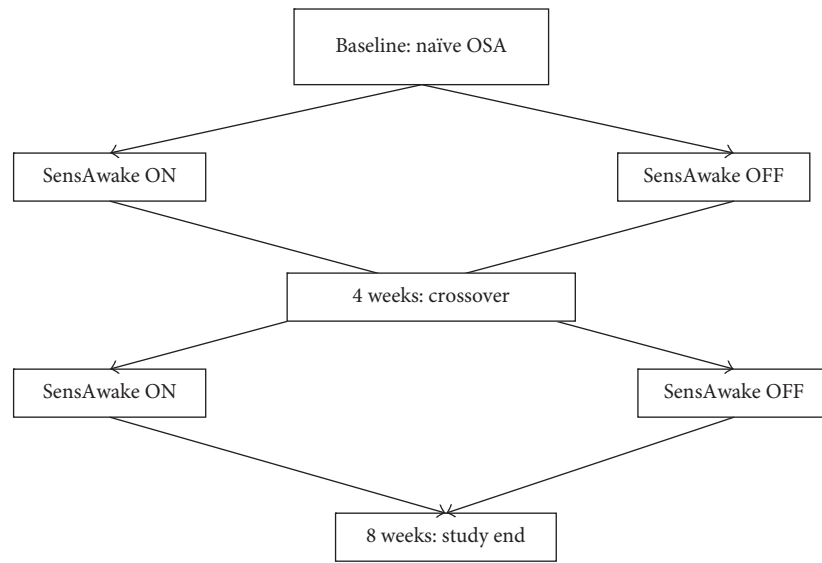 Baseline: naïve OSA
SensAwake ON
SensAwake OFF
4 weeks: crossover
SensAwake ON
SensAwake OFF
8 weeks: study end